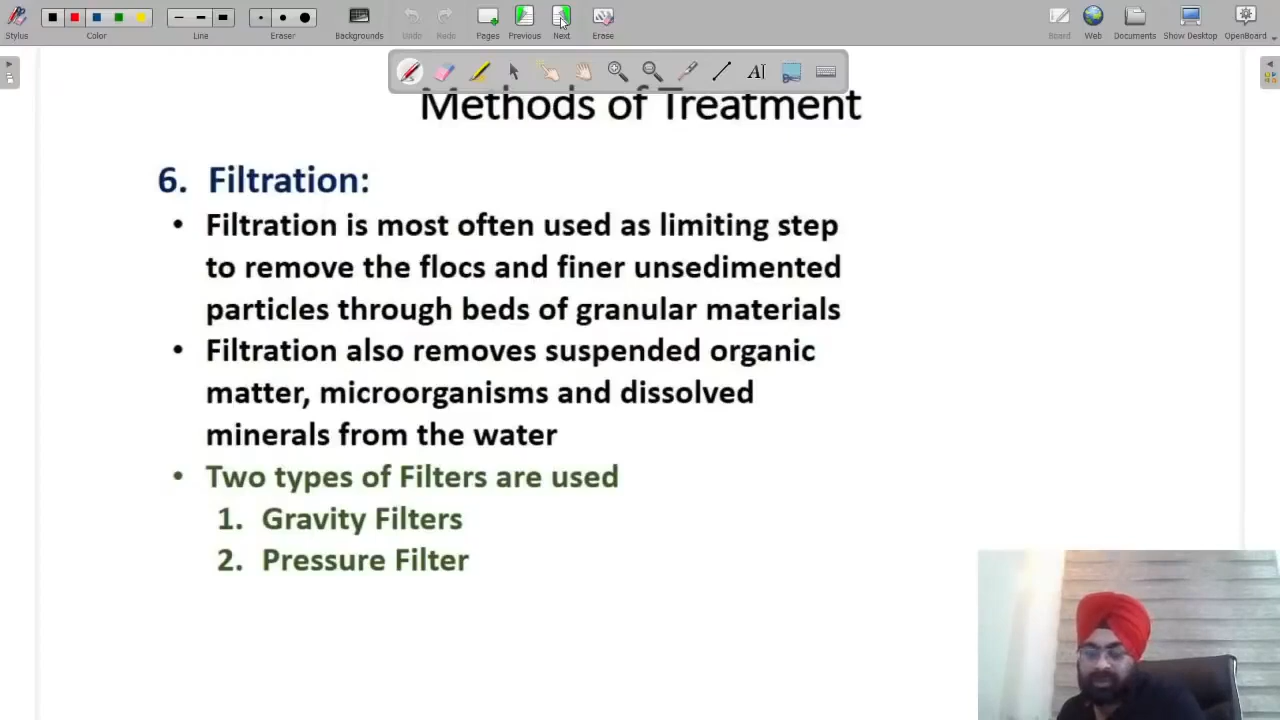 Stylus
Color
Line
Eraser
Backgrounds
Undo
Redo
Pages
Previous
Next
Erase
Board
Web
Documents
Show Desktop
OpenBoard
Methods of Treatment
6. Filtration:
• Filtration is most often used as limiting step
to remove the flocs and finer unsedimented
particles through beds of granular materials
• Filtration also removes suspended organic
matter, microorganisms and dissolved
minerals from the water
• Two types of Filters are used
1. Gravity Filters
2. Pressure Filter